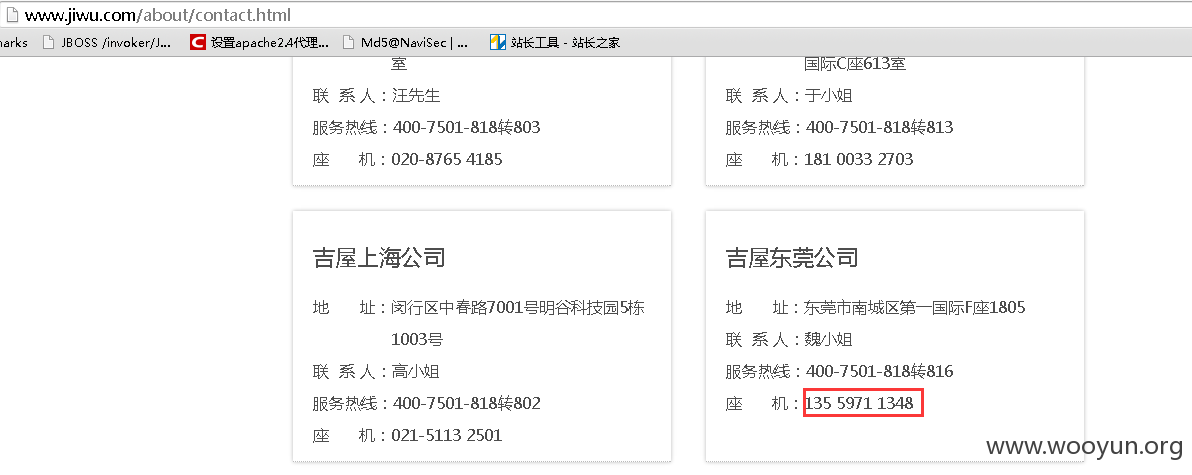 www.jiwu.com/about/contact.html
narks JBOSS /invoker/J... 设置apache2.4代理... Md5@NaviSec | ... 站长工具 - 站长之家
室
联 系 人：汪先生
服务热线：400-7501-818转803
座 机：020-8765 4185
国际C座613室
联 系 人：于小姐
服务热线：400-7501-818转813
座 机：181 0033 2703
吉屋上海公司
地 址：闵行区中春路7001号明谷科技园5栋
1003号
联 系 人：高小姐
服务热线：400-7501-818转802
座 机：021-5113 2501
吉屋东莞公司
地 址：东莞市南城区第一国际F座1805
联 系 人：魏小姐
服务热线：400-7501-818转816
座 机：135 5971 1348
www.wooyun.org